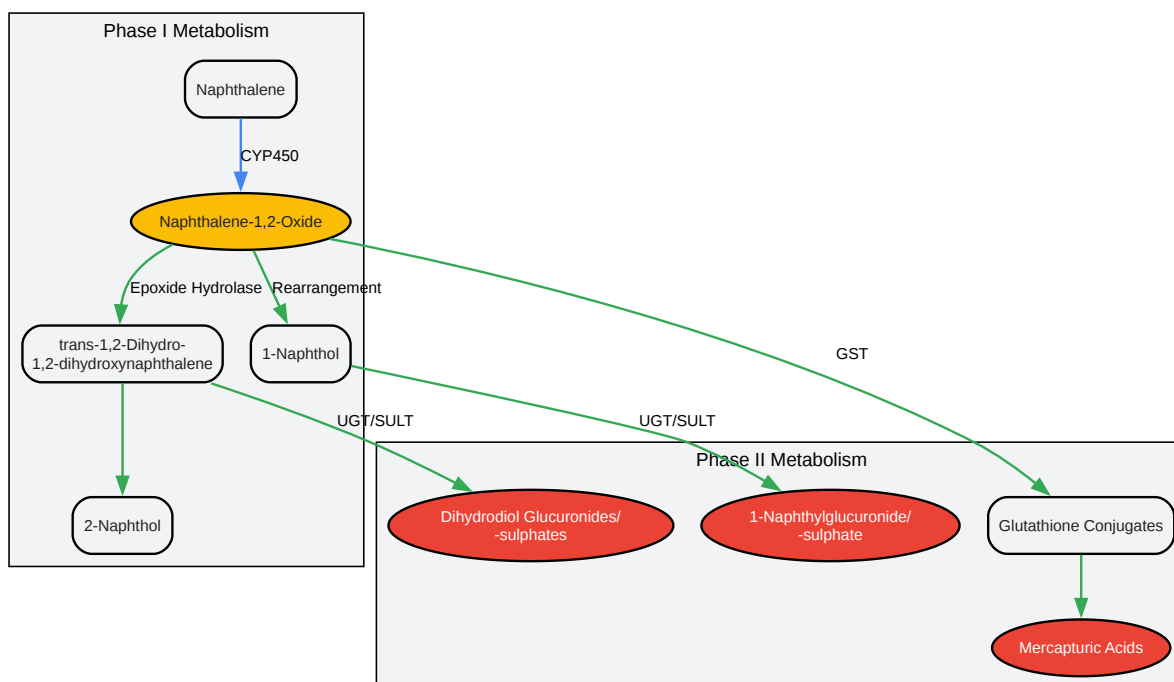 Phase I Metabolism
Naphthalene
CYP450
Naphthalene-1,2-Oxide
Epoxide Hydrolase
Rearrangement
trans-1,2-Dihydro-
1,2-dihydroxynaphthalene
1-Naphthol
GST
UGT/SULT
UGT/SULT
Phase II Metabolism
2-Naphthol
Dihydrodiol Glucuronides/
-sulphates
1-Naphthylglucuronide/
-sulphate
Glutathione Conjugates
Mercapturic Acids